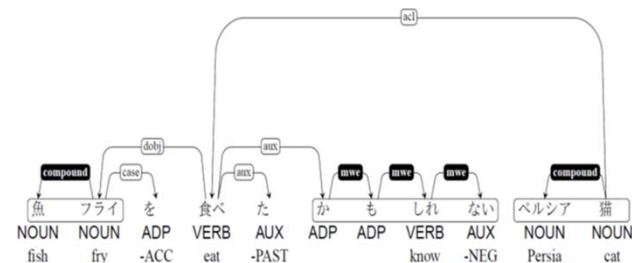 acl
dobj aux
compound case aux mwe mwe mwe compound
魚 フライ を 食べ た か も しれ ない ペルシア 猫
NOUN NOUN ADP VERB AUX ADP ADP VERB AUX NOUN NOUN
fish fry -ACC eat -PAST know -NEG Persia cat